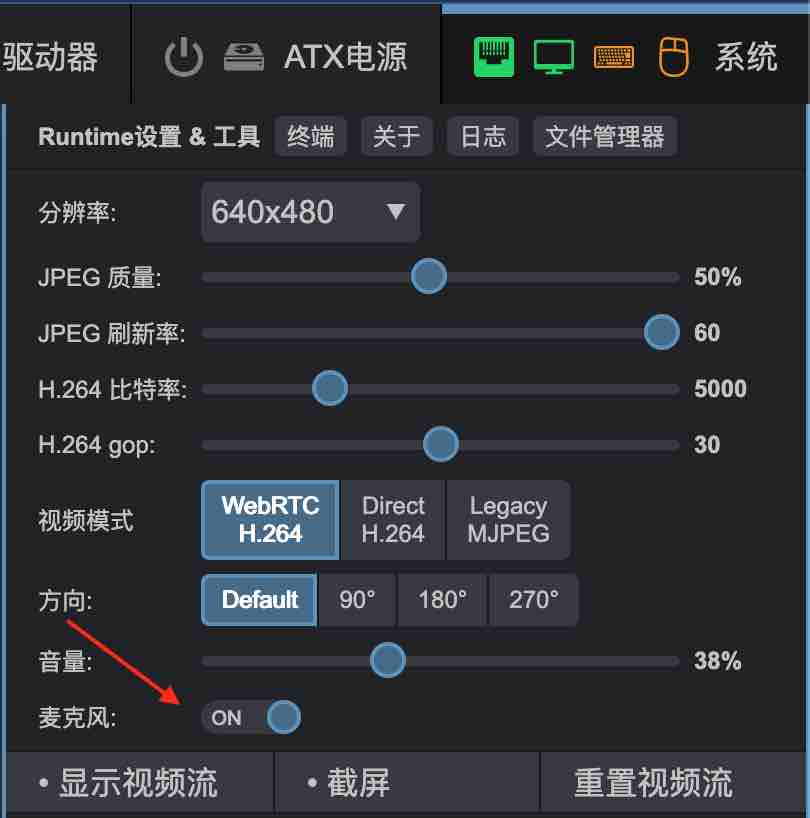 驱动器 ATX电源 系统
Runtime设置 & 工具 终端 关于 日志 文件管理器
分辨率: 640x480
JPEG 质量: 50%
JPEG 刷新率: 60
H.264 比特率: 5000
H.264 gop: 30
视频模式 WebRTC H.264 Direct H.264 Legacy MJPEG
方向: Default 90° 180° 270°
音量: 38%
麦克风: ON
• 显示视频流 • 截屏 重置视频流